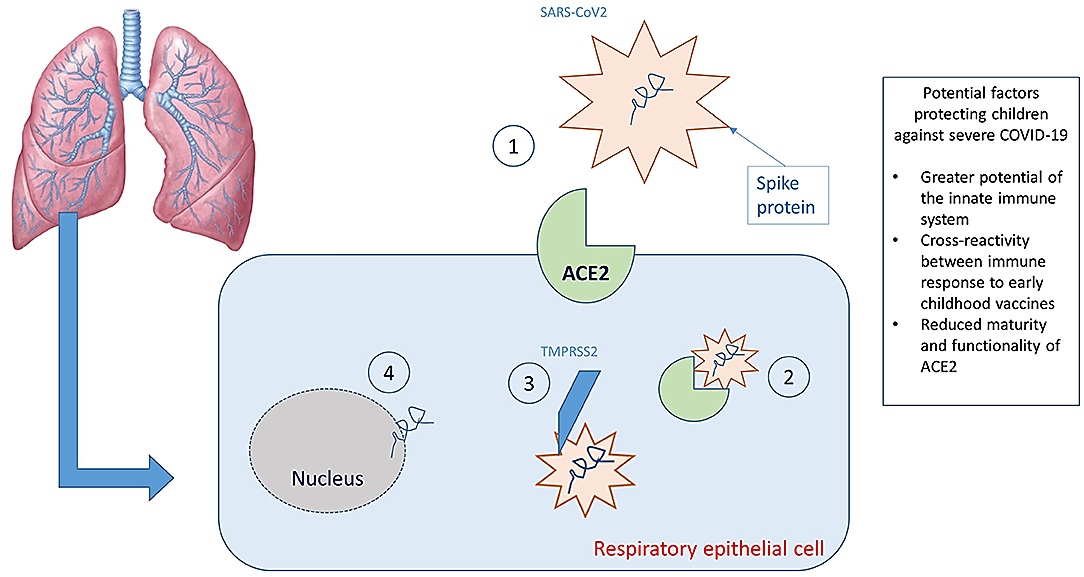 SARS-CoV2
1
Spike
protein
ACE2
TMPRSS2
4
3
2
Nucleus
Respiratory epithelial cell
Potential factors
protecting children
against severe COVID-19
• Greater potential of
the innate immune
system
• Cross-reactivity
between immune
response to early
childhood vaccines
• Reduced maturity
and functionality of
ACE2